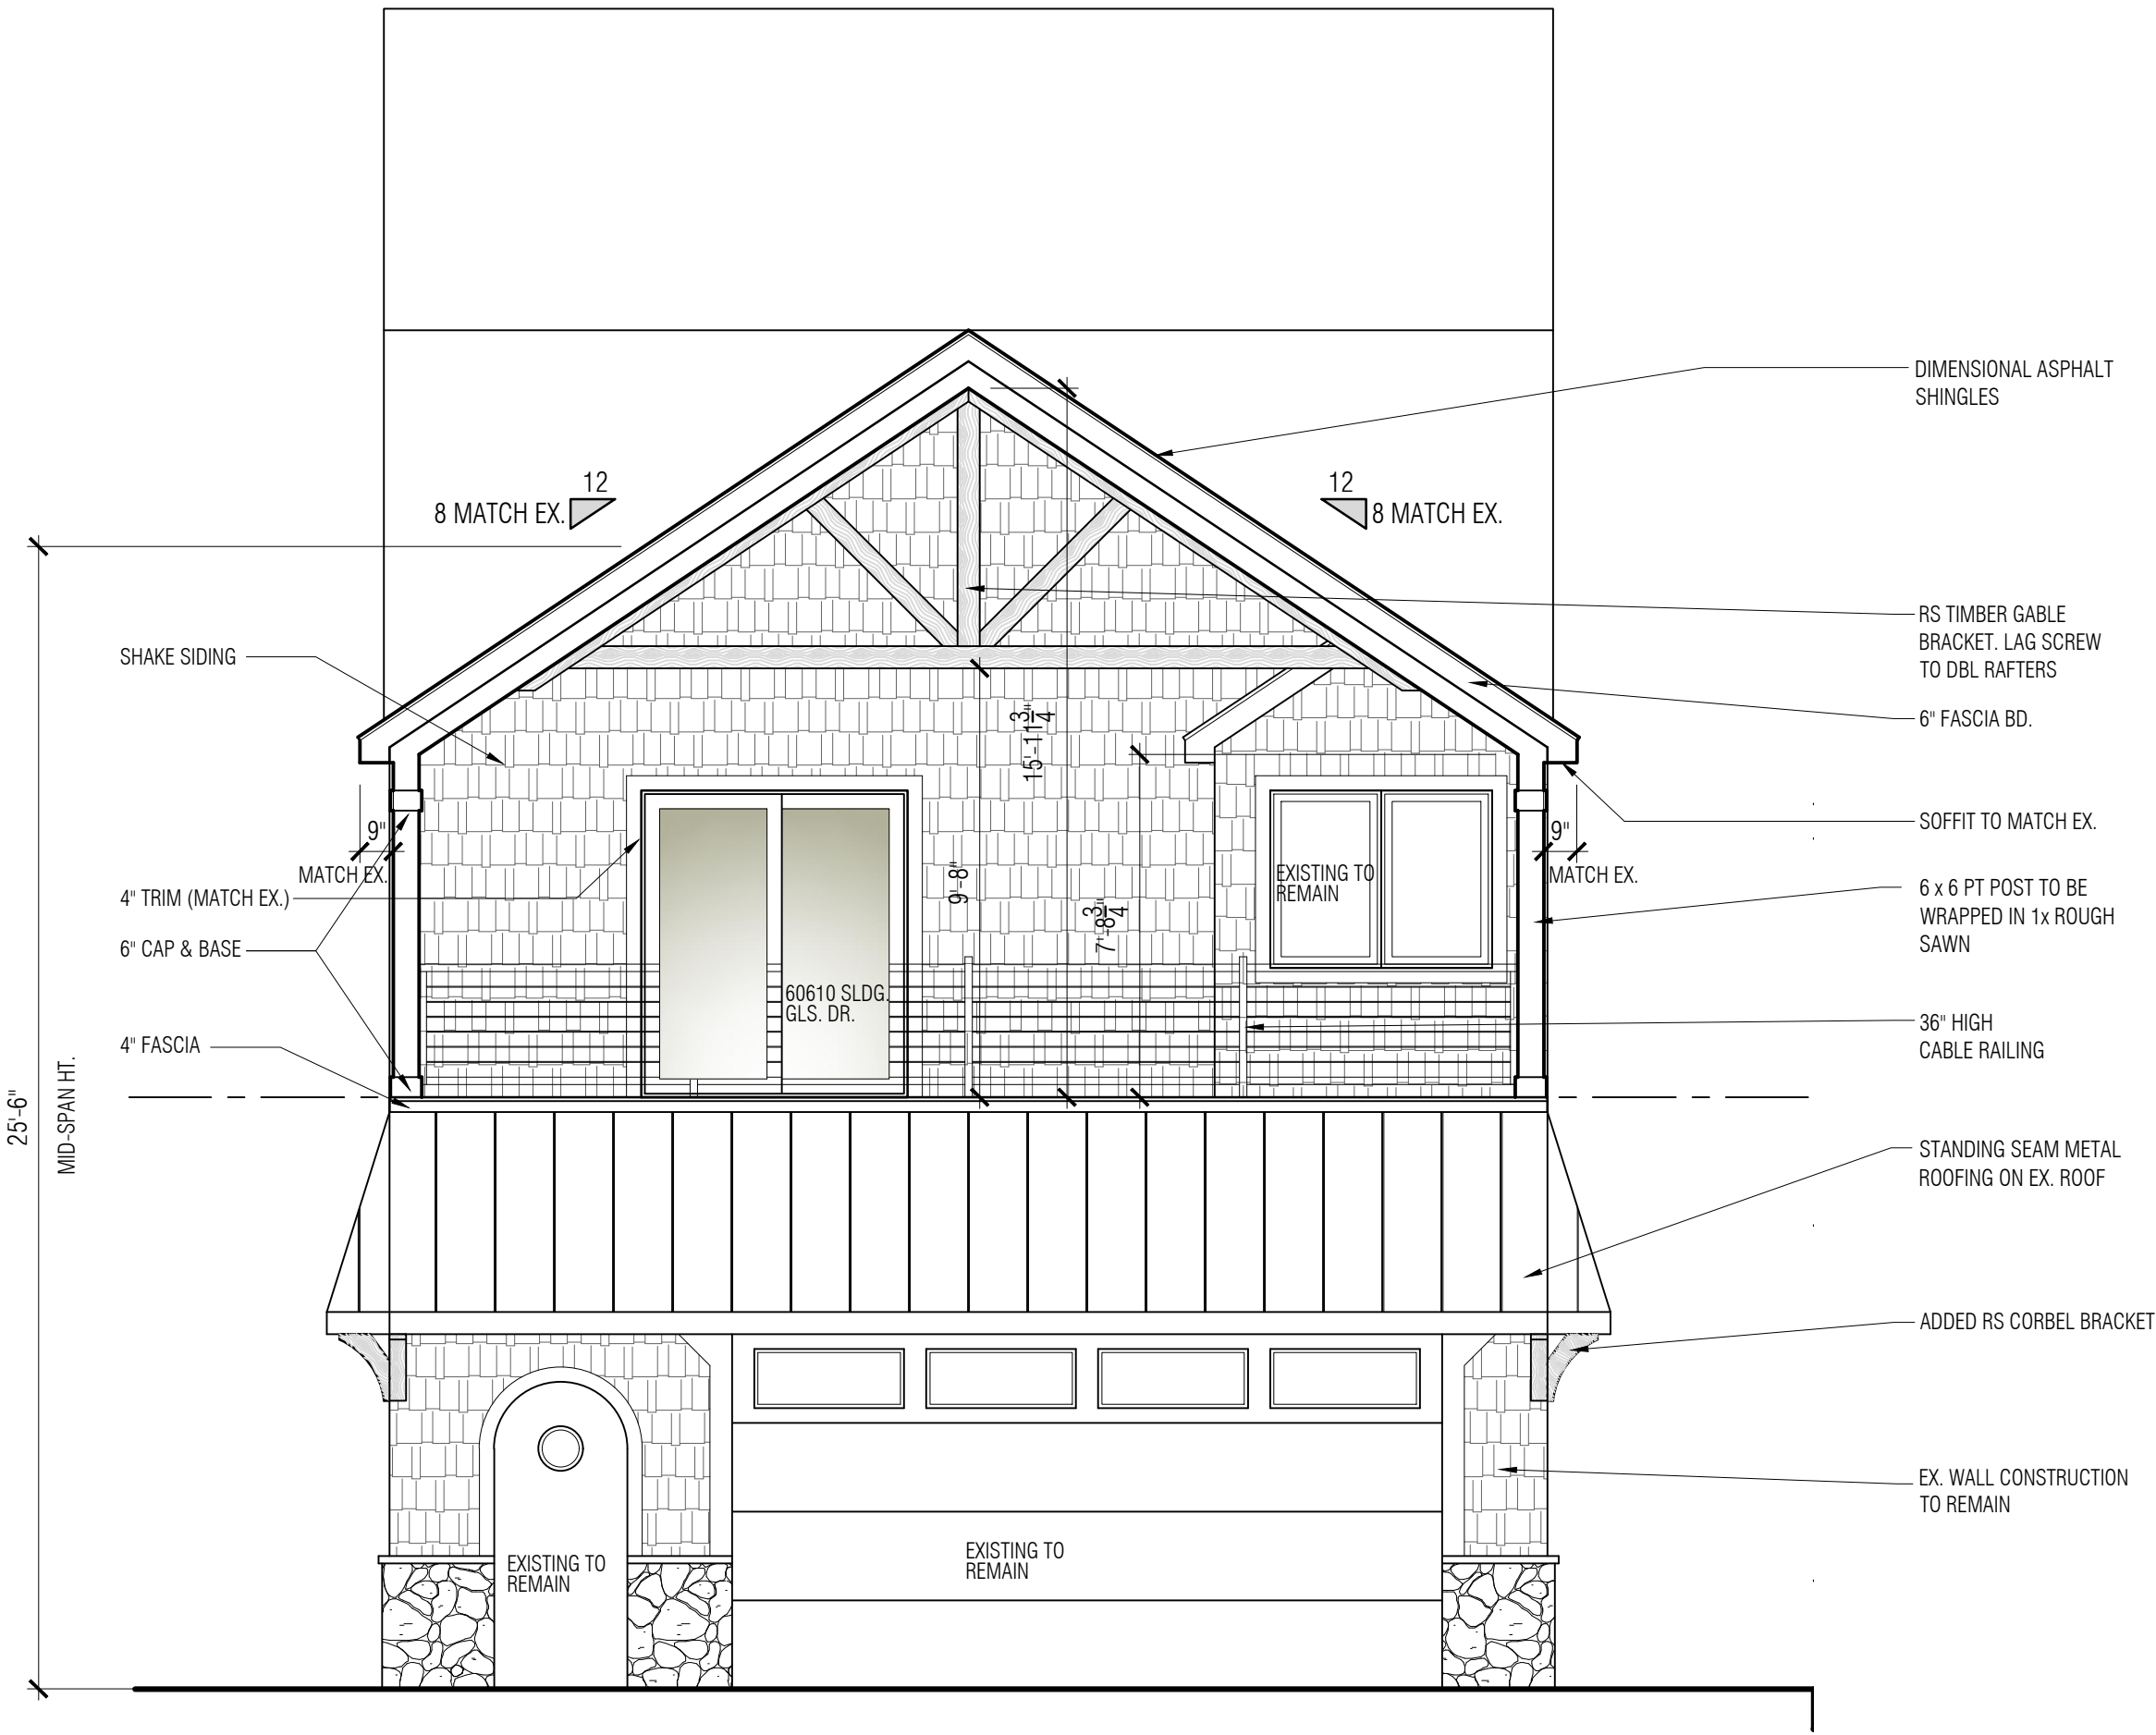 DIMENSIONAL ASPHALT
SHINGLES
12
8 MATCH EX.
12
8 MATCH EX.
RS TIMBER GABLE
BRACKET. LAG SCREW
TO DBL RAFTERS
SHAKE SIDING
6" FASCIA BD.
15'-11 3/4"
SOFFIT TO MATCH EX.
9"
MATCH EX.
9"
MATCH EX.
EXISTING TO
REMAIN
9'-8"
7'-8 3/4"
4" TRIM (MATCH EX.)
6 x 6 PT POST TO BE
WRAPPED IN 1x ROUGH
SAWN
6" CAP & BASE
60610 SLDG.
GLS. DR.
36" HIGH
CABLE RAILING
4" FASCIA
25'-6"
MID-SPAN HT.
STANDING SEAM METAL
ROOFING ON EX. ROOF
ADDED RS CORBEL BRACKET
EX. WALL CONSTRUCTION
TO REMAIN
EXISTING TO
REMAIN
EXISTING TO
REMAIN